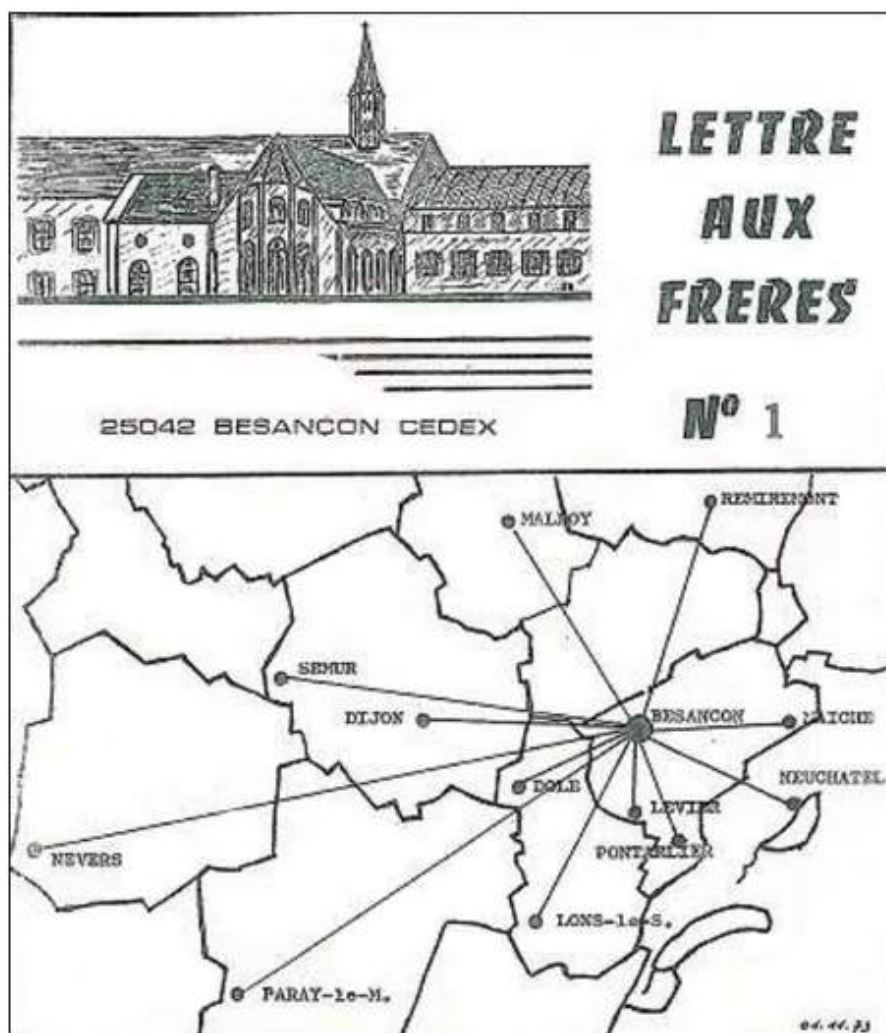 LETTRE
AUX
FRERES
N° 1
25042 BESANÇON CEDEX
MALROY
REMIREMONT
SEMUR
DIJON
BESANCON
MAICHE
DOLE
NEUCHATEL
LEVIER
PONTARLIER
NEVERS
LONS-le-S.
PARAY-le-M.